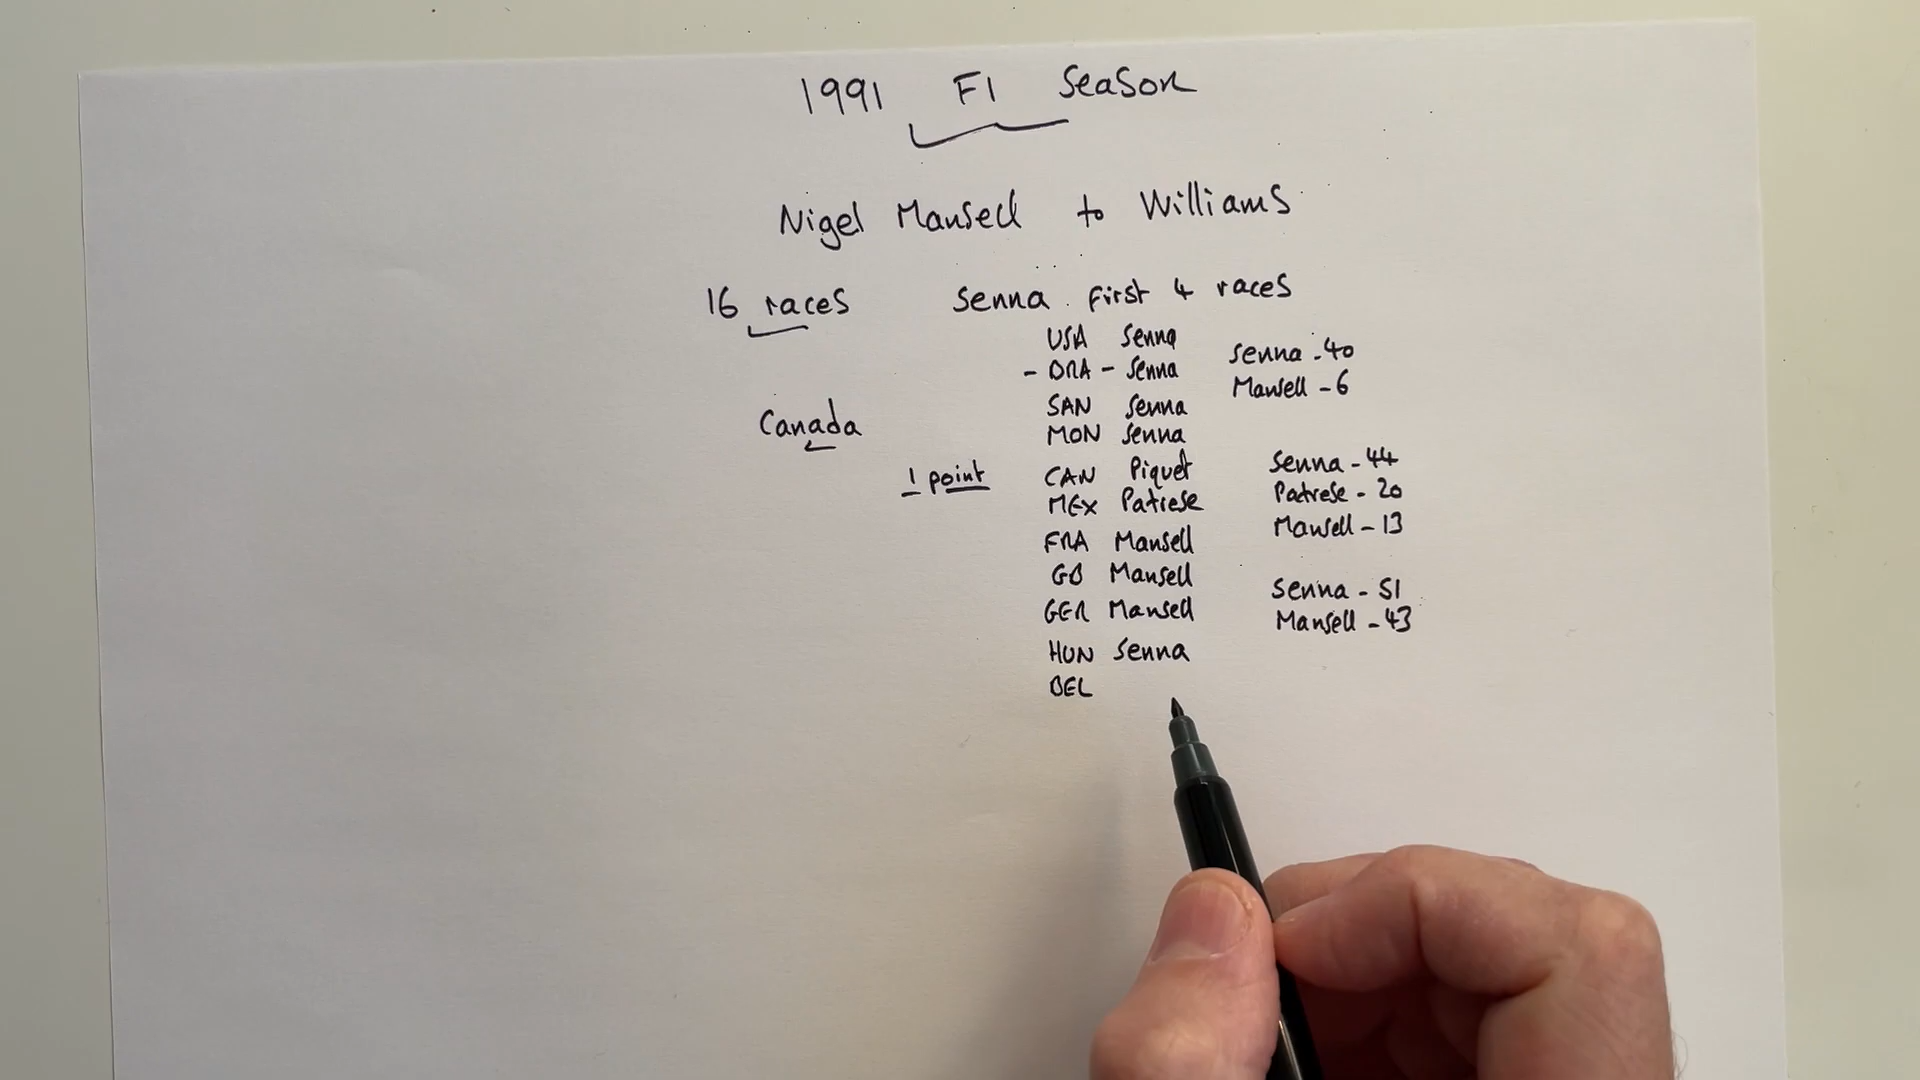 1991 F1 Season
Nigel Mansell to Williams
16 races
Senna first 4 races
USA Senna
- BRA - Senna
SAN Senna
MON Senna
Senna - 40
Mansell - 6
Canada
1 point
CAN Piquet
MEX Patrese
FRA Mansell
GB Mansell
GER Mansell
HUN Senna
BEL
Senna - 44
Patrese - 20
Mansell - 13
Senna - 51
Mansell - 43